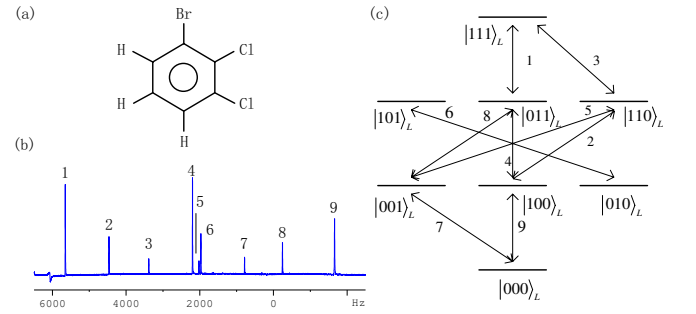 (a)
Br
H
Cl
H
Cl
H
(b)
1
2
3
4
5
6
7
8
9
6000 4000 2000 0 Hz
(c)
|111⟩L
1
3
|101⟩L
6
8
|011⟩L
5
|110⟩L
4
2
|001⟩L
|100⟩L
|010⟩L
7
9
|000⟩L